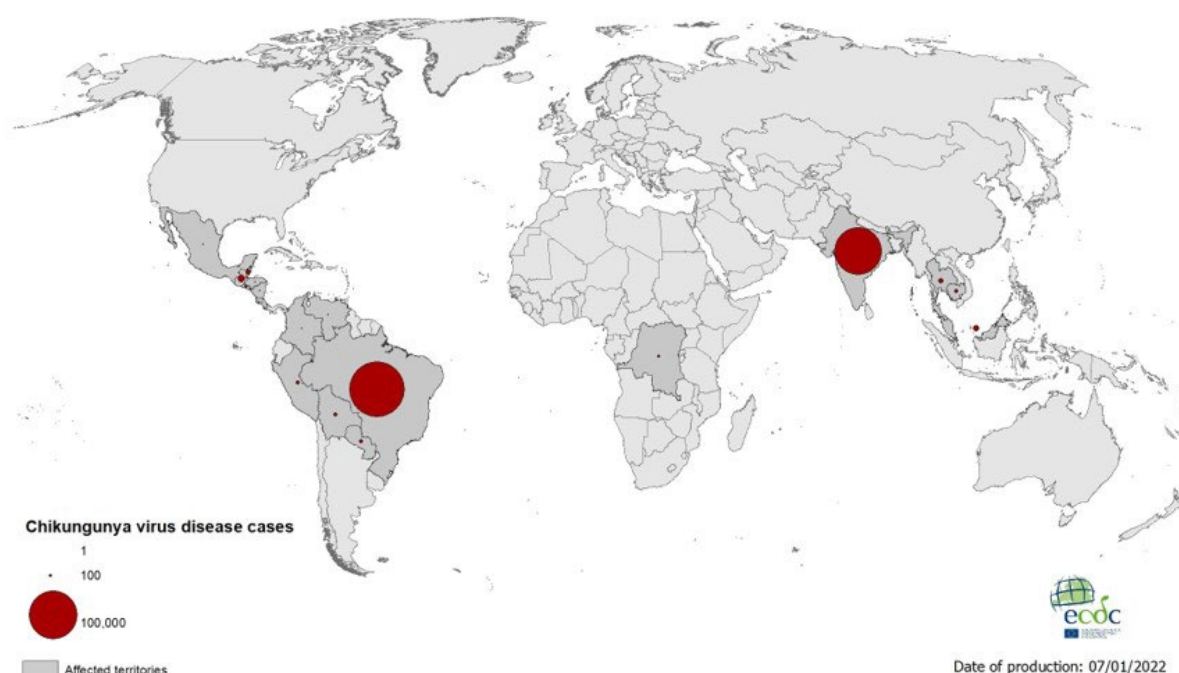 Chikungunya virus disease cases
1
100
100,000
Affected territories
ecdc
Date of production: 07/01/2022